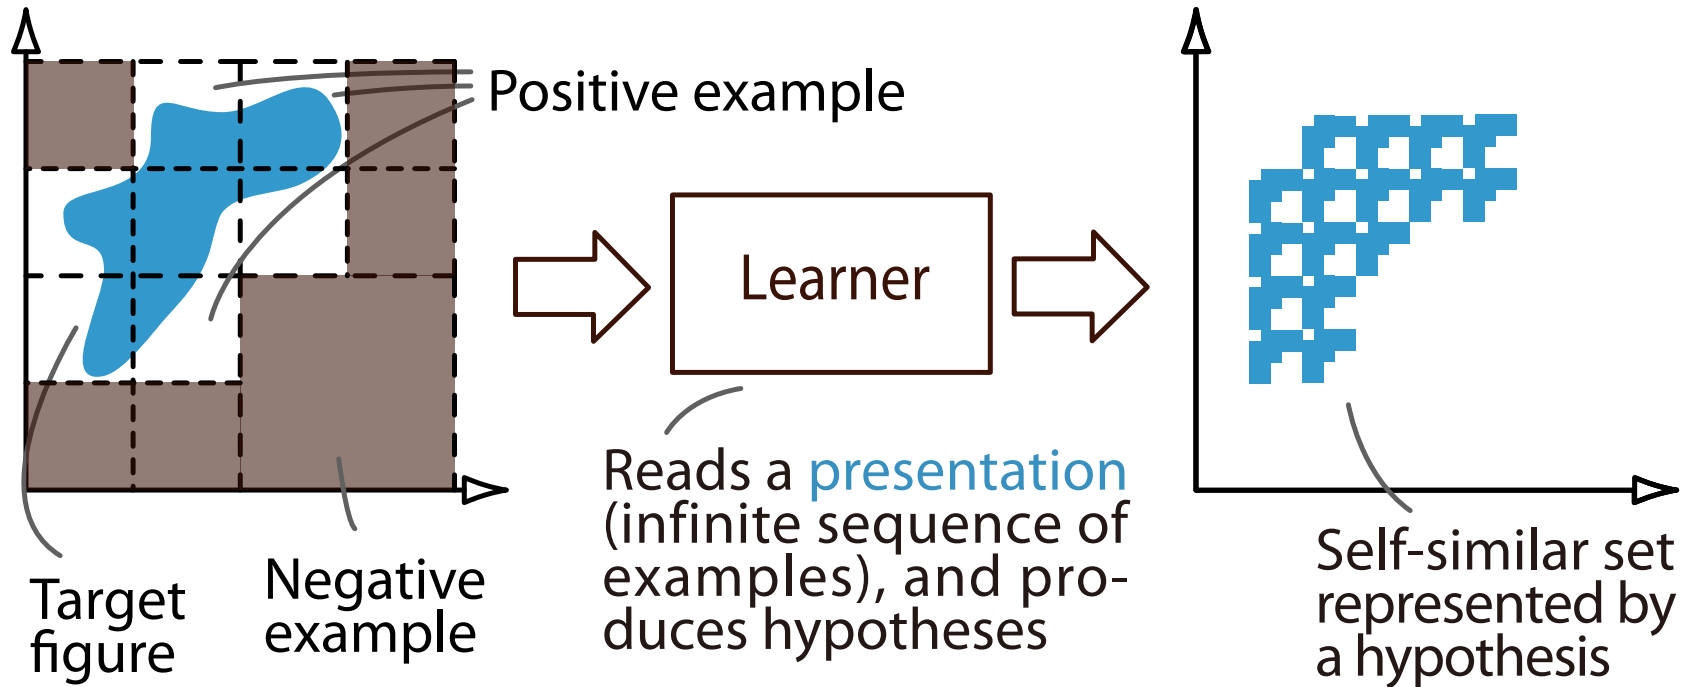 Positive example
Learner
Target
figure
Negative
example
Reads a presentation
(infinite sequence of
examples), and pro-
duces hypotheses
Self-similar set
represented by
a hypothesis